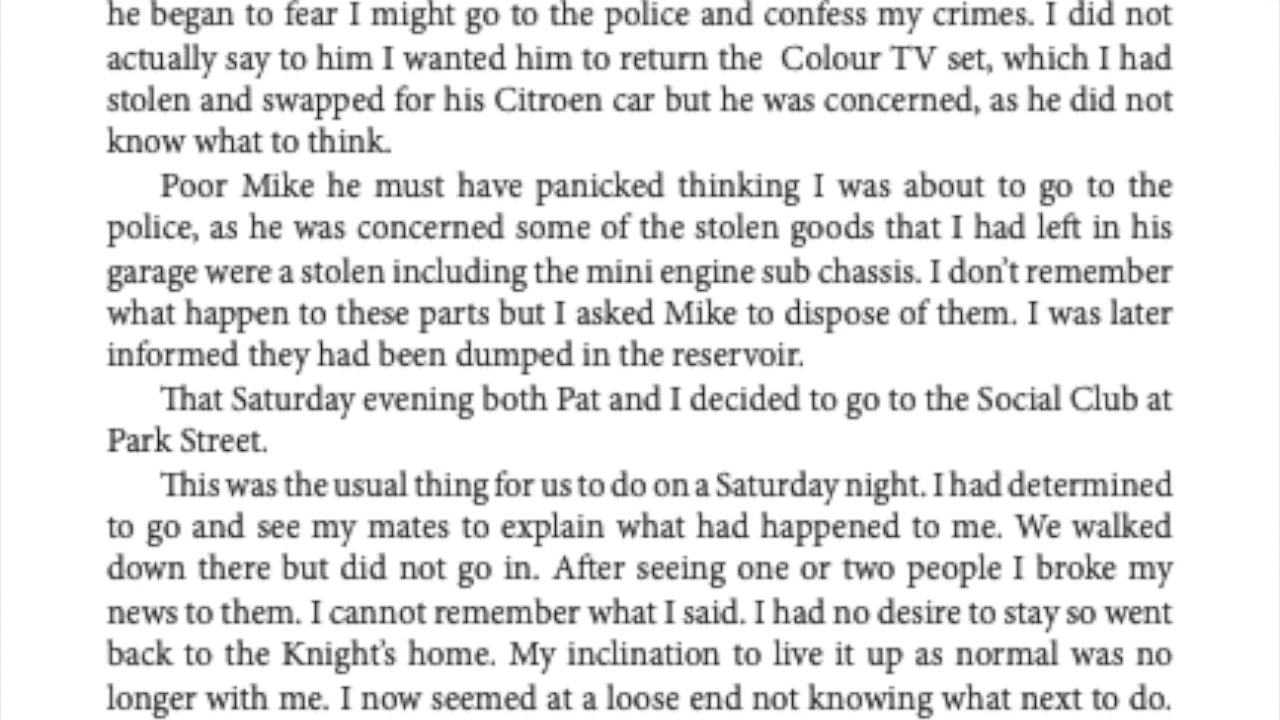 he began to fear I might go to the police and confess my crimes. I did not
actually say to him I wanted him to return the Colour TV set, which I had
stolen and swapped for his Citroen car but he was concerned, as he did not
know what to think.
Poor Mike he must have panicked thinking I was about to go to the
police, as he was concerned some of the stolen goods that I had left in his
garage were a stolen including the mini engine sub chassis. I don't remember
what happen to these parts but I asked Mike to dispose of them. I was later
informed they had been dumped in the reservoir.
That Saturday evening both Pat and I decided to go to the Social Club at
Park Street.
This was the usual thing for us to do on a Saturday night. I had determined
to go and see my mates to explain what had happened to me. We walked
down there but did not go in. After seeing one or two people I broke my
news to them. I cannot remember what I said. I had no desire to stay so went
back to the Knight's home. My inclination to live it up as normal was no
longer with me. I now seemed at a loose end not knowing what next to do.